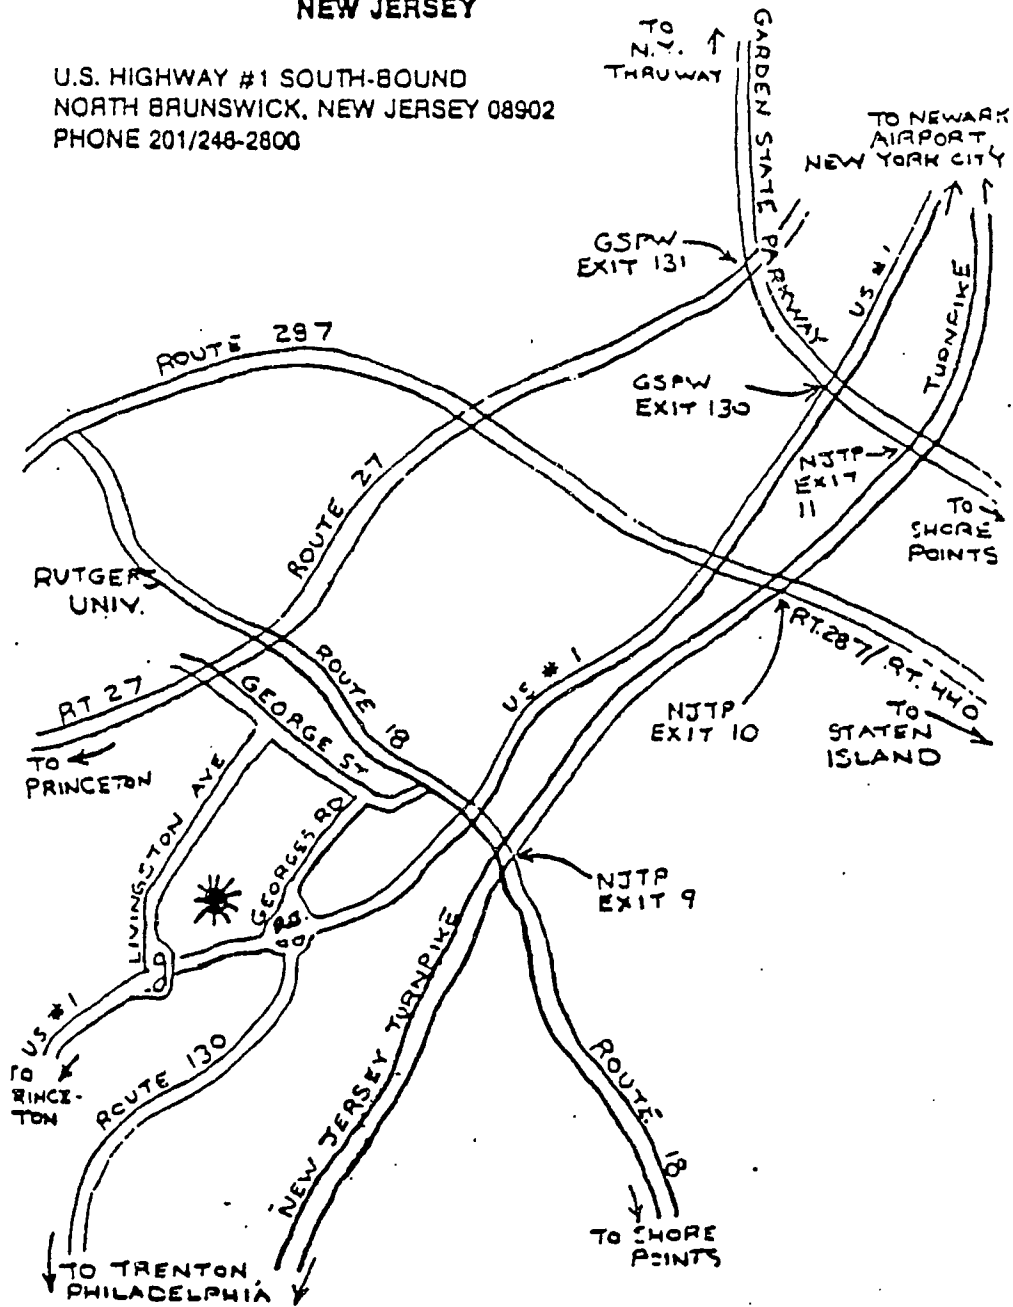 NEW JERSEY
U.S. HIGHWAY #1 SOUTH-BOUND
NORTH BRUNSWICK, NEW JERSEY 08902
PHONE 201/246-2800
TO
N.Y.
THRUWAY
GARDEN STATE PARKWAY
TO NEWARK
AIRPORT,
NEW YORK CITY
GSPW
EXIT 131
US #1
TURNPIKE
ROUTE 287
GSPW
EXIT 130
ROUTE 27
NJTP
EXIT
11
TO
SHORE
POINTS
RUTGERS
UNIV.
RT.287/RT.440
RT 27
GEORGE ST
ROUTE 18
US #1
NJTP
EXIT 10
TO
STATEN
ISLAND
TO
PRINCETON
LIVINGSTON AVE
GEORGES RD
NJTP
EXIT 9
US #1
TO
RINCE-
TON
ROUTE 130
NEW JERSEY TURNPIKE
ROUTE 18
TO SHORE
POINTS
TO TRENTON,
PHILADELPHIA